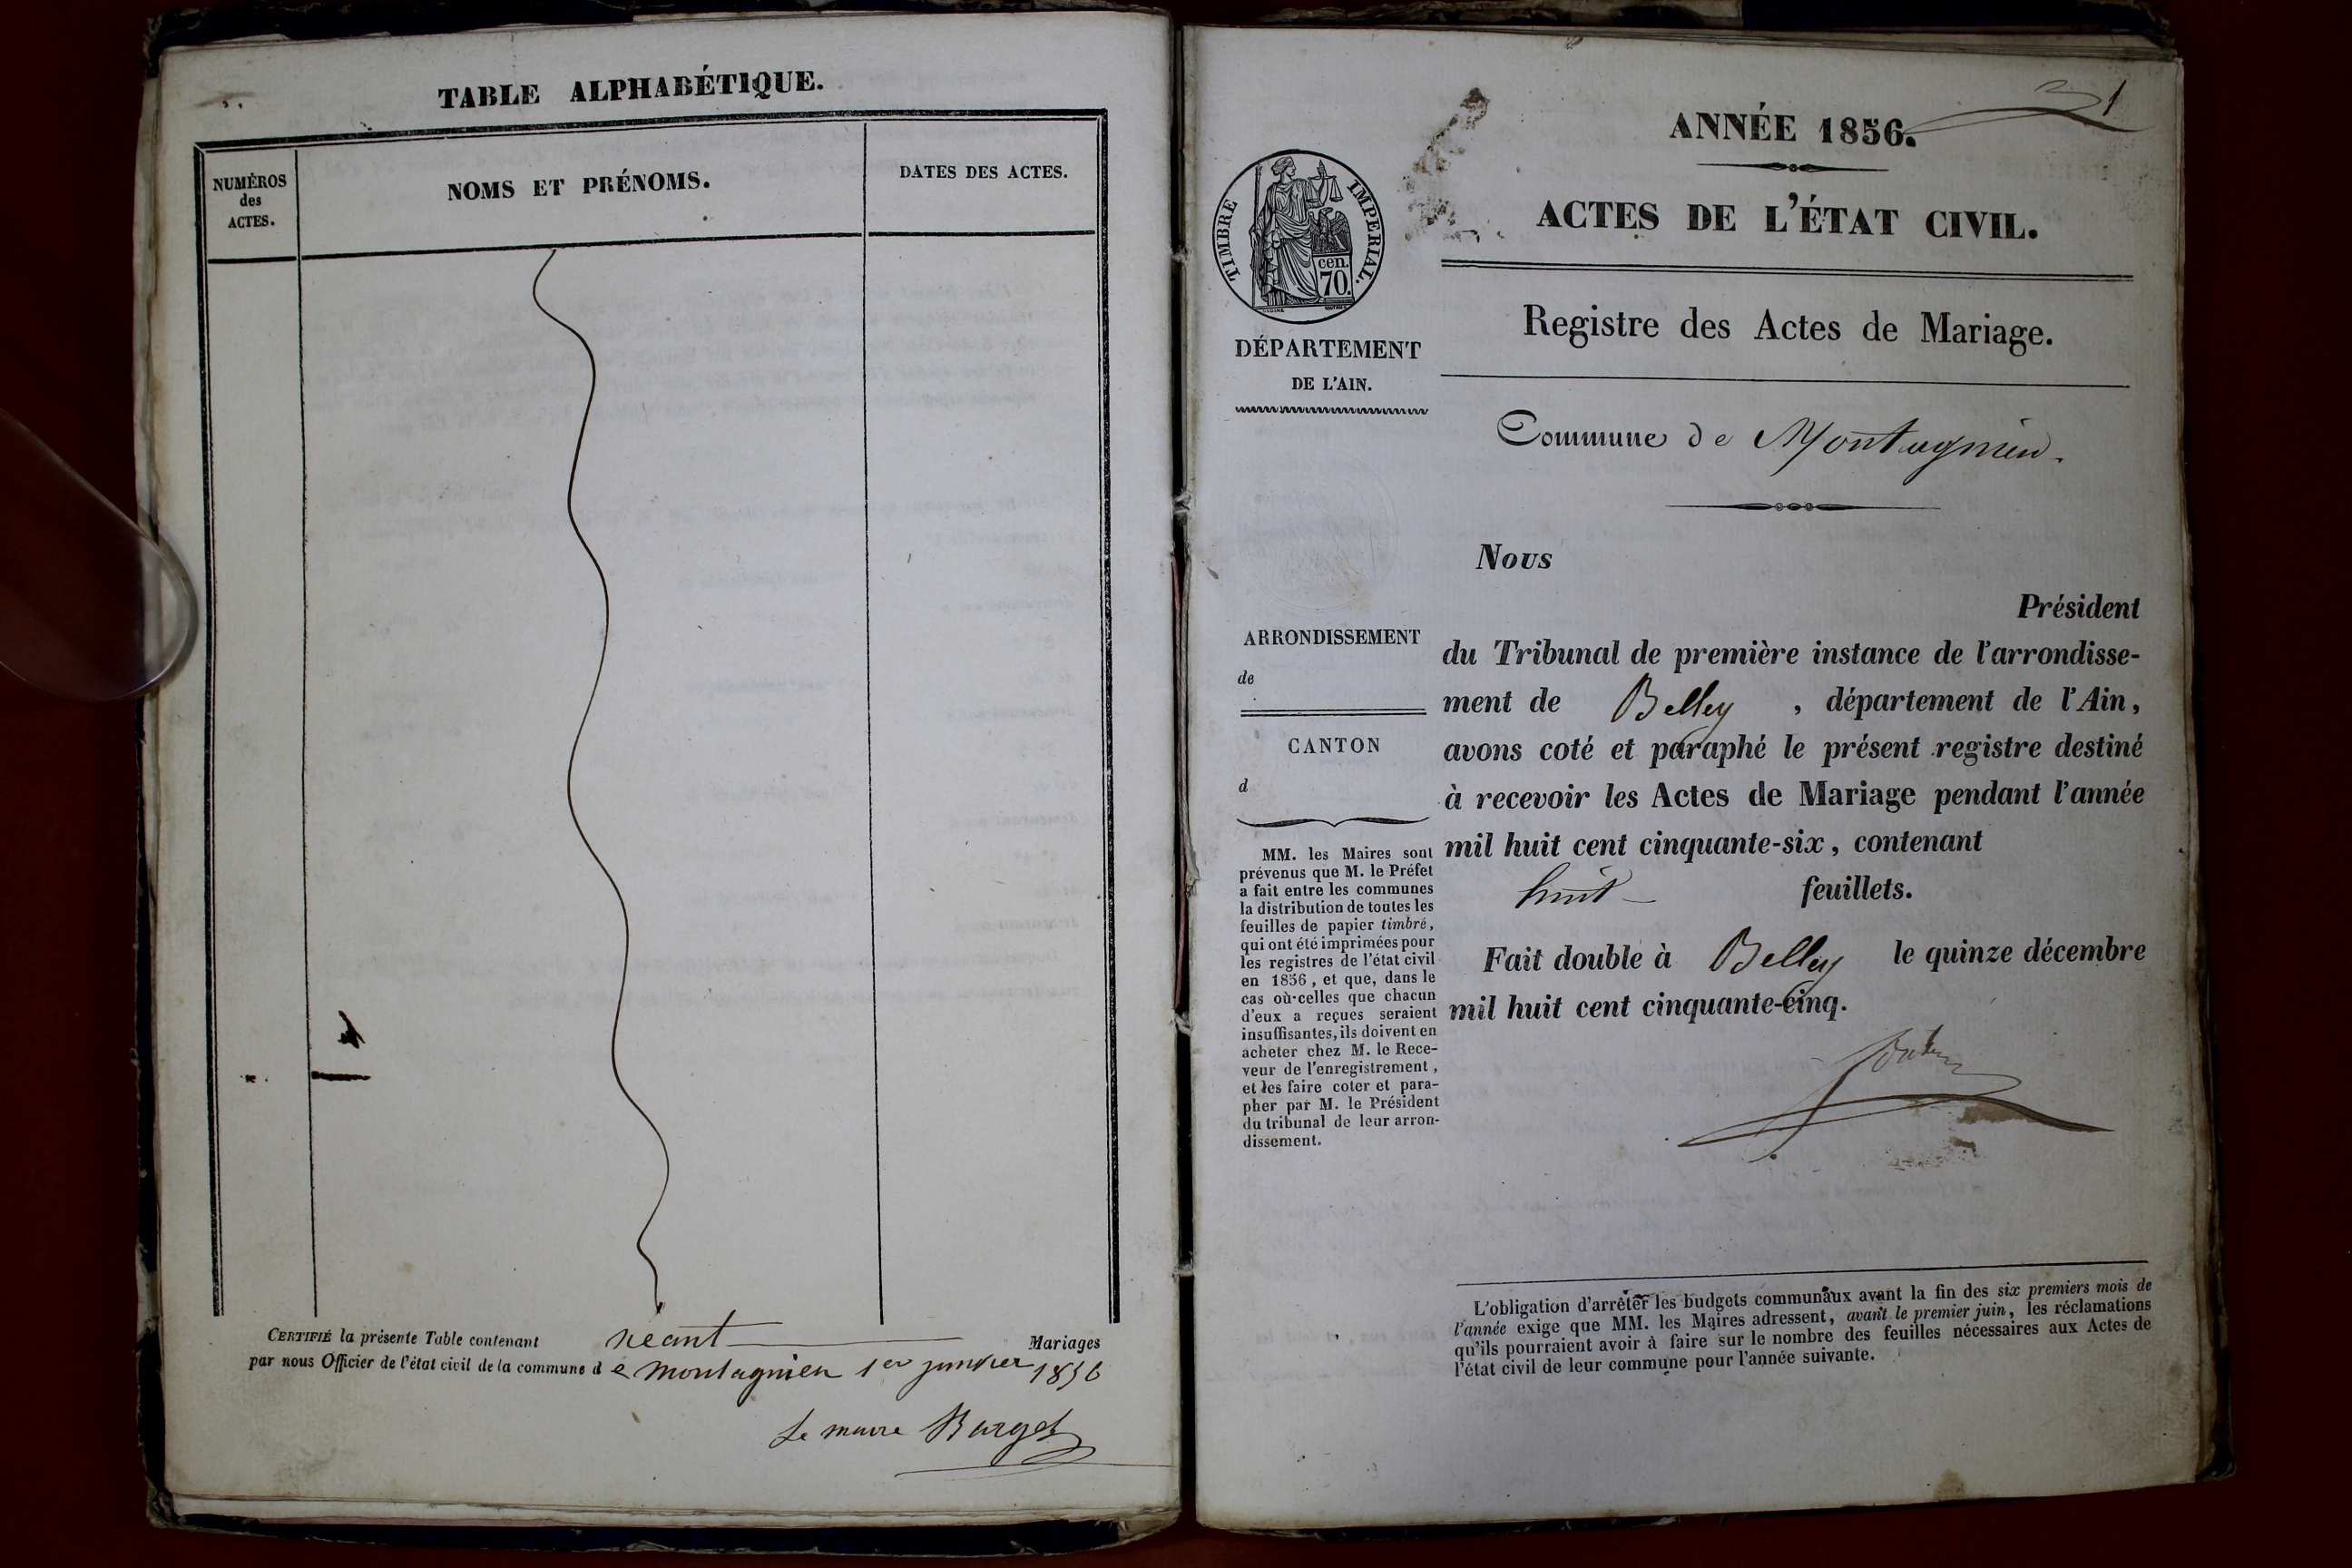 TABLE ALPHABÉTIQUE.
NUMÉROS
des
ACTES.
NOMS ET PRÉNOMS.
DATES DES ACTES.
CERTIFIÉ la présente Table contenant néant Mariages
par nous Officier de l'état civil de la commune de Montagnieu 1er janvier 1856
Le maire Burget
1
ANNÉE 1856.
ACTES DE L'ÉTAT CIVIL.
TIMBRE IMPERIAL.
cen.
70.
DÉPARTEMENT
DE L'AIN.
Registre des Actes de Mariage.
Commune de Montagnieu.
Nous
Président
du Tribunal de première instance de l'arrondisse-
ment de Belley, département de l'Ain,
avons coté et paraphé le présent registre destiné
à recevoir les Actes de Mariage pendant l'année
mil huit cent cinquante-six, contenant
huit feuillets.
Fait double à Belley le quinze décembre
mil huit cent cinquante-cinq.
ARRONDISSEMENT
de
CANTON
d
MM. les Maires sont
prévenus que M. le Préfet
a fait entre les communes
la distribution de toutes les
feuilles de papier timbré,
qui ont été imprimées pour
les registres de l'état civil
en 1856, et que, dans le
cas où celles que chacun
d'eux a reçues seraient
insuffisantes, ils doivent en
acheter chez M. le Rece-
veur de l'enregistrement,
et les faire coter et para-
pher par M. le Président
du tribunal de leur arron-
dissement.
L'obligation d'arrêter les budgets communaux avant la fin des six premiers mois de
l'année exige que MM. les Maires adressent, avant le premier juin, les réclamations
qu'ils pourraient avoir à faire sur le nombre des feuilles nécessaires aux Actes de
l'état civil de leur commune pour l'année suivante.